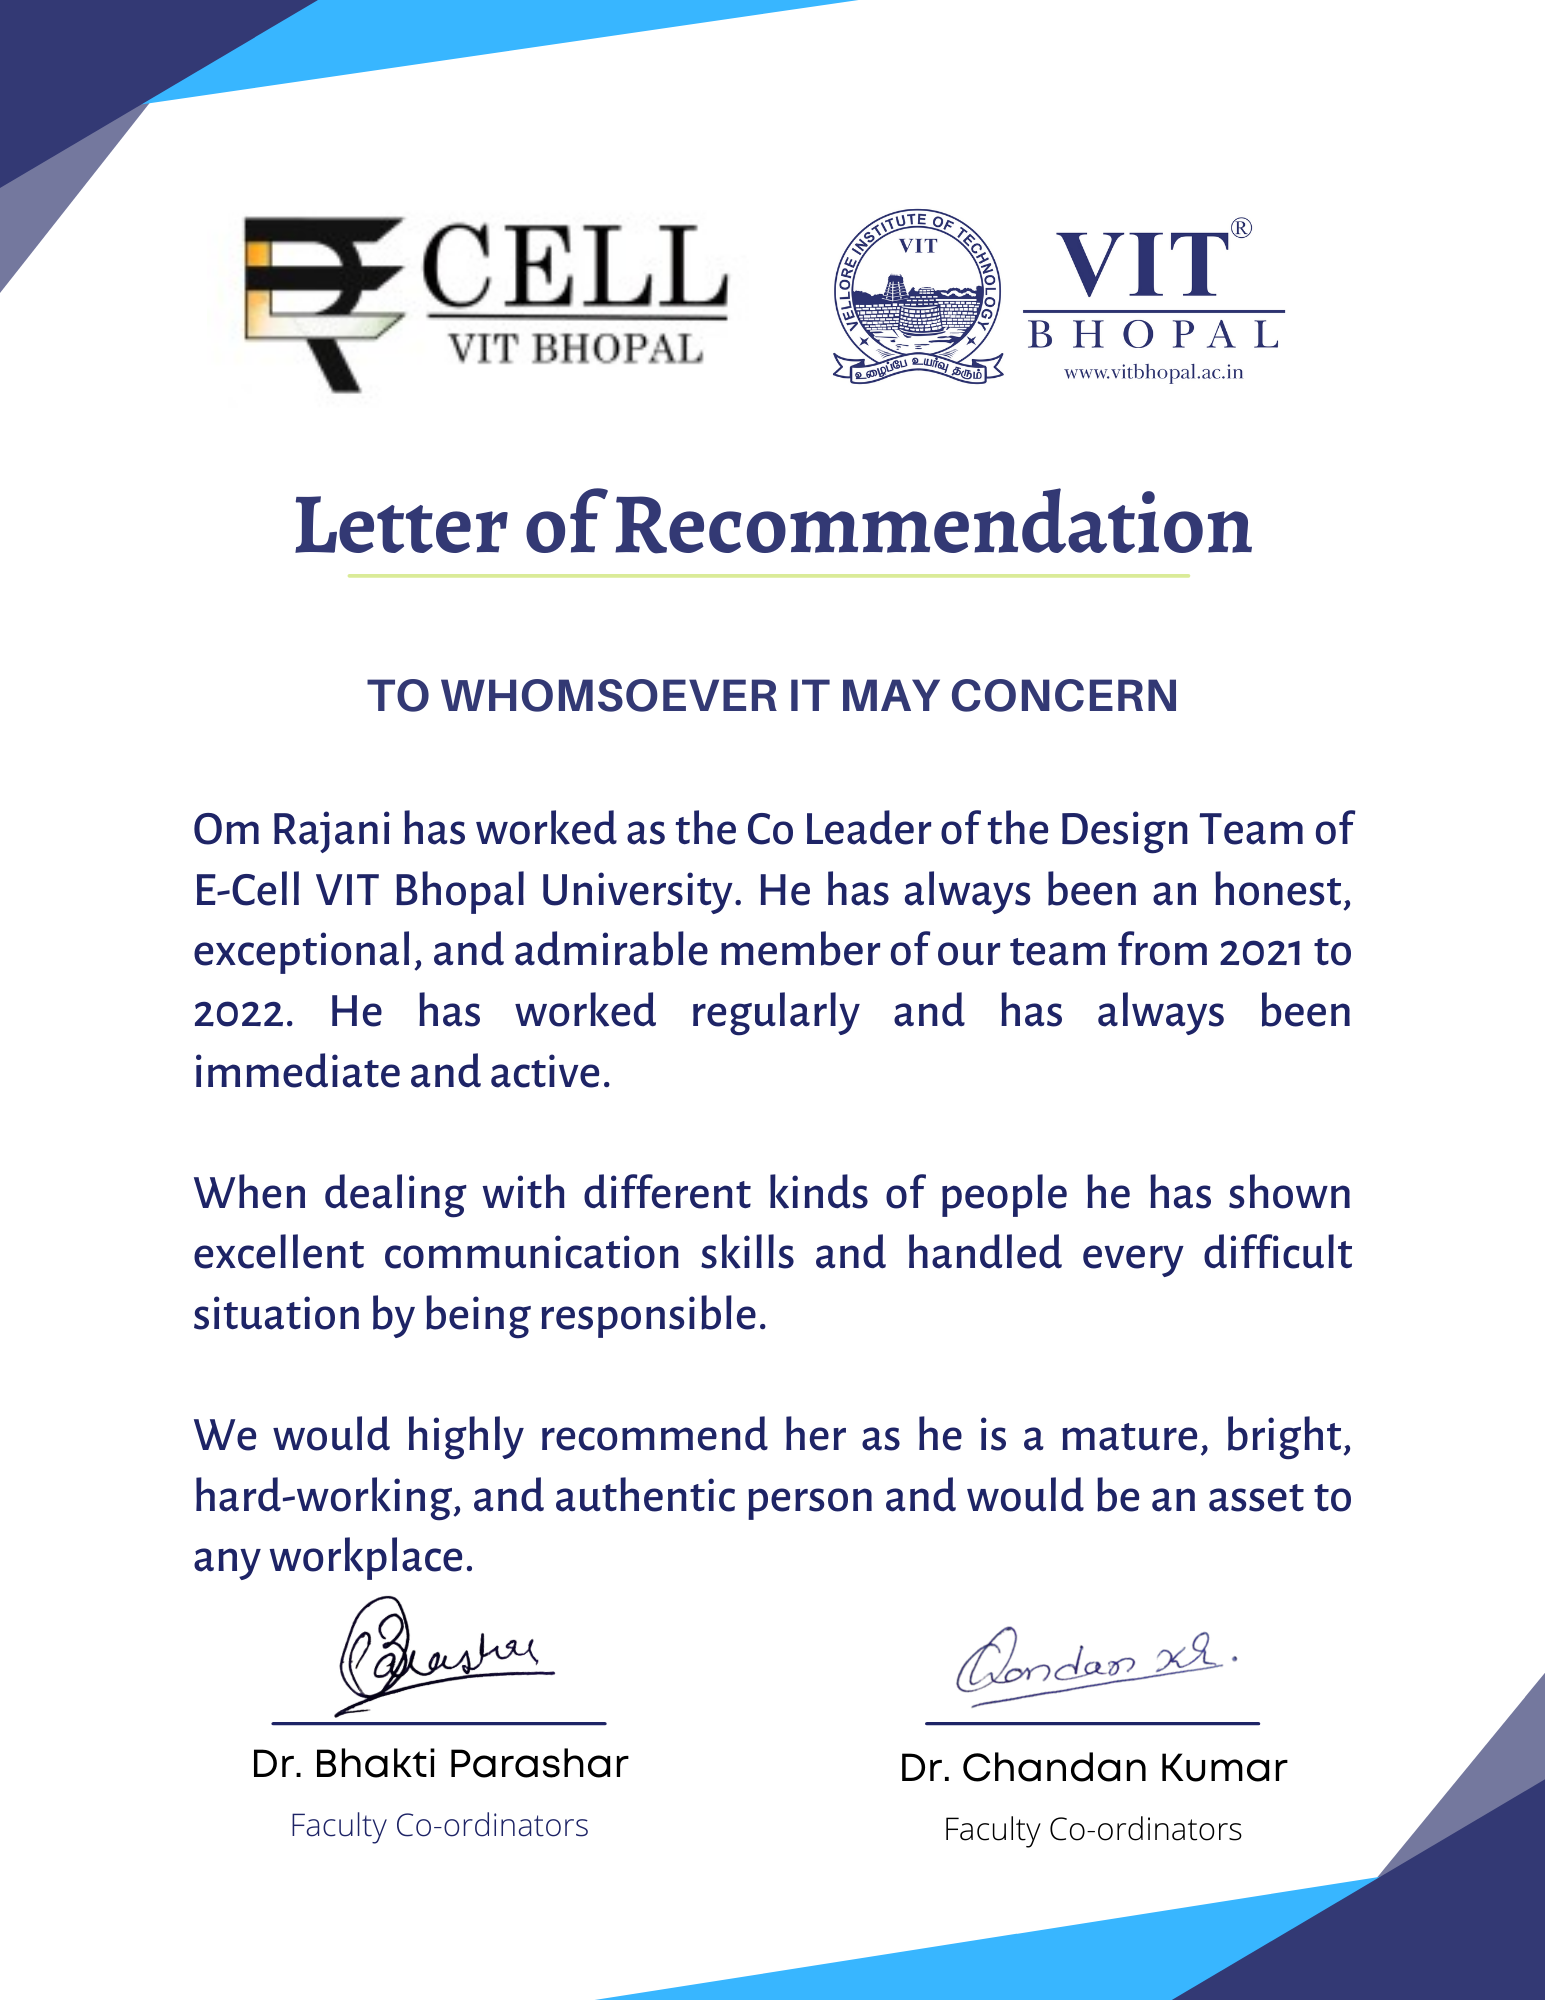 CELL
VIT BHOPAL
VELLORE INSTITUTE OF TECHNOLOGY
VIT
உழைப்பே உயர்வு தரும்
VIT®
BHOPAL
www.vitbhopal.ac.in
Letter of Recommendation
TO WHOMSOEVER IT MAY CONCERN
Om Rajani has worked as the Co Leader of the Design Team of
E-Cell VIT Bhopal University. He has always been an honest,
exceptional, and admirable member of our team from 2021 to
2022. He has worked regularly and has always been
immediate and active.
When dealing with different kinds of people he has shown
excellent communication skills and handled every difficult
situation by being responsible.
We would highly recommend her as he is a mature, bright,
hard-working, and authentic person and would be an asset to
any workplace.
Parashar
Chandan Kr.
Dr. Bhakti Parashar
Dr. Chandan Kumar
Faculty Co-ordinators
Faculty Co-ordinators